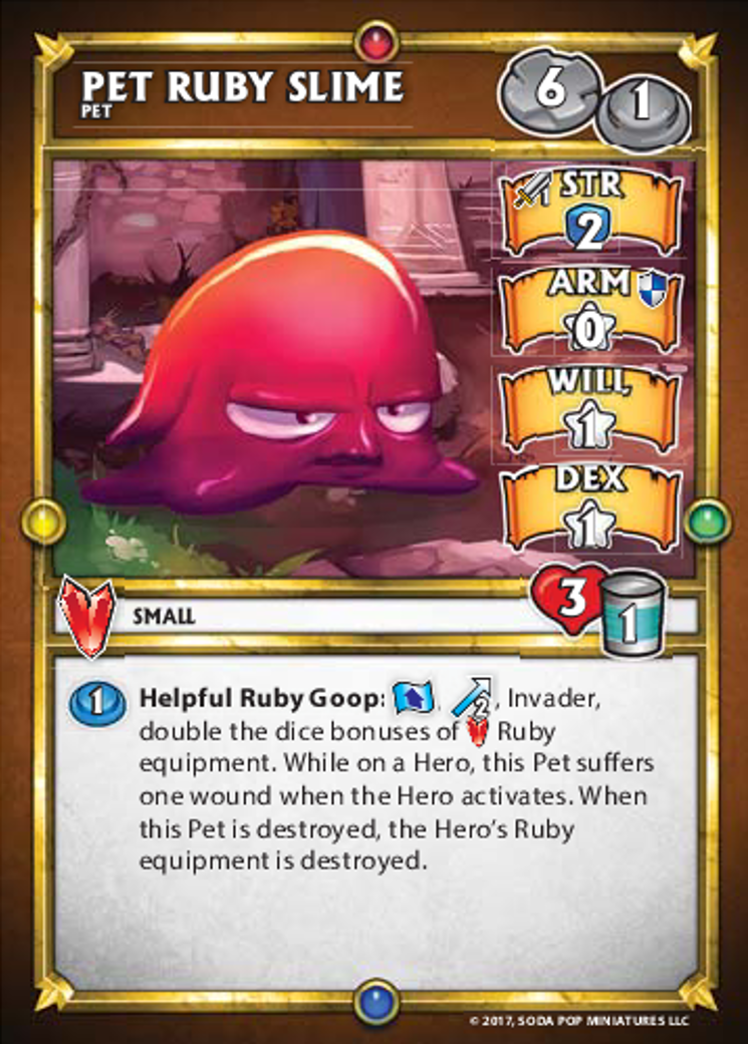 PET RUBY SLIME
PET
6
1
STR
2
ARM
0
WILL
1
DEX
1
SMALL
3
1
1 Helpful Ruby Goop: , 2, Invader,
double the dice bonuses of Ruby
equipment. While on a Hero, this Pet suffers
one wound when the Hero activates. When
this Pet is destroyed, the Hero's Ruby
equipment is destroyed.
© 2017, SODA POP MINIATURES LLC